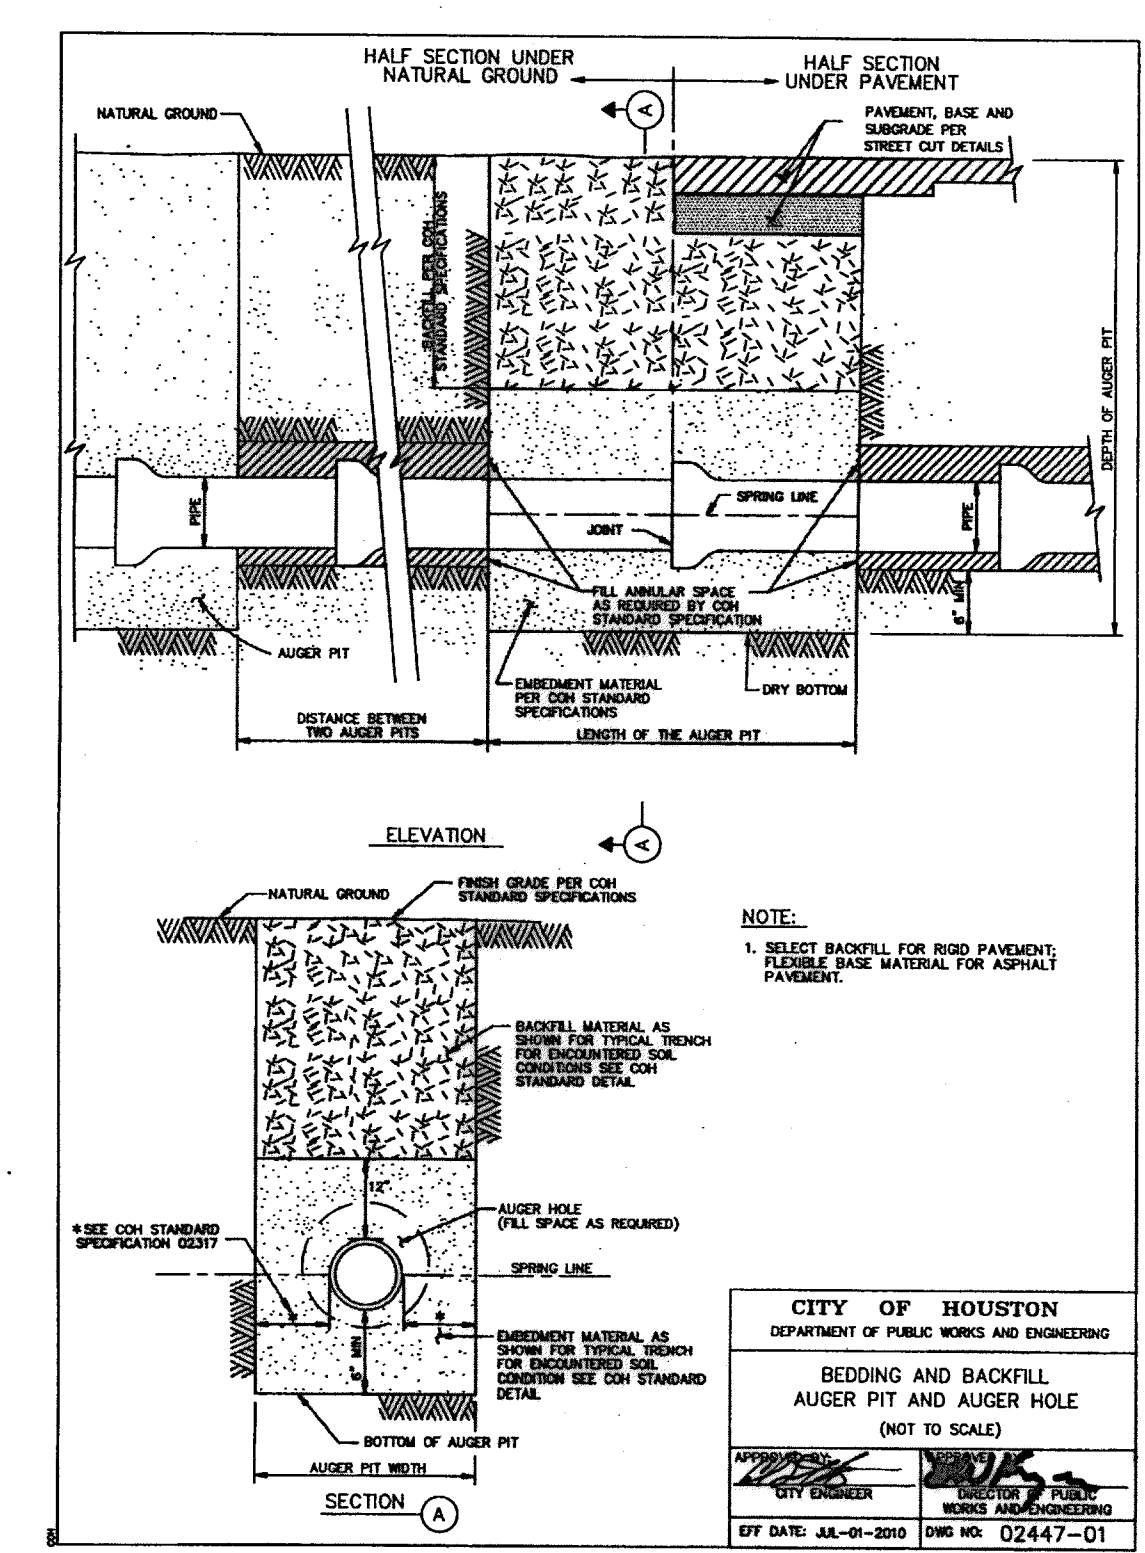 HALF SECTION UNDER
NATURAL GROUND
HALF SECTION
UNDER PAVEMENT
A
NATURAL GROUND
PAVEMENT, BASE AND
SUBGRADE PER
STREET CUT DETAILS
BACKFILL PER COH
STANDARD SPECIFICATIONS
DEPTH OF AUGER PIT
PIPE
SPRING LINE
JOINT
PIPE
FILL ANNULAR SPACE
AS REQUIRED BY COH
STANDARD SPECIFICATION
6" MIN
AUGER PIT
EMBEDMENT MATERIAL
PER COH STANDARD
SPECIFICATIONS
DRY BOTTOM
DISTANCE BETWEEN
TWO AUGER PITS
LENGTH OF THE AUGER PIT
ELEVATION
A
NATURAL GROUND
FINISH GRADE PER COH
STANDARD SPECIFICATIONS
NOTE:
1. SELECT BACKFILL FOR RIGID PAVEMENT;
FLEXIBLE BASE MATERIAL FOR ASPHALT
PAVEMENT.
BACKFILL MATERIAL AS
SHOWN FOR TYPICAL TRENCH
FOR ENCOUNTERED SOIL
CONDITIONS SEE COH
STANDARD DETAIL
12"
AUGER HOLE
(FILL SPACE AS REQUIRED)
*SEE COH STANDARD
SPECIFICATION 02317
SPRING LINE
*
*
6" MIN
EMBEDMENT MATERIAL AS
SHOWN FOR TYPICAL TRENCH
FOR ENCOUNTERED SOIL
CONDITION SEE COH STANDARD
DETAIL
BOTTOM OF AUGER PIT
AUGER PIT WIDTH
SECTION A
CITY OF HOUSTON
DEPARTMENT OF PUBLIC WORKS AND ENGINEERING
BEDDING AND BACKFILL
AUGER PIT AND AUGER HOLE
(NOT TO SCALE)
APPROVED BY:
CITY ENGINEER
APPROVED BY:
DIRECTOR OF PUBLIC
WORKS AND ENGINEERING
EFF DATE: JUL-01-2010
DWG NO: 02447-01
COH